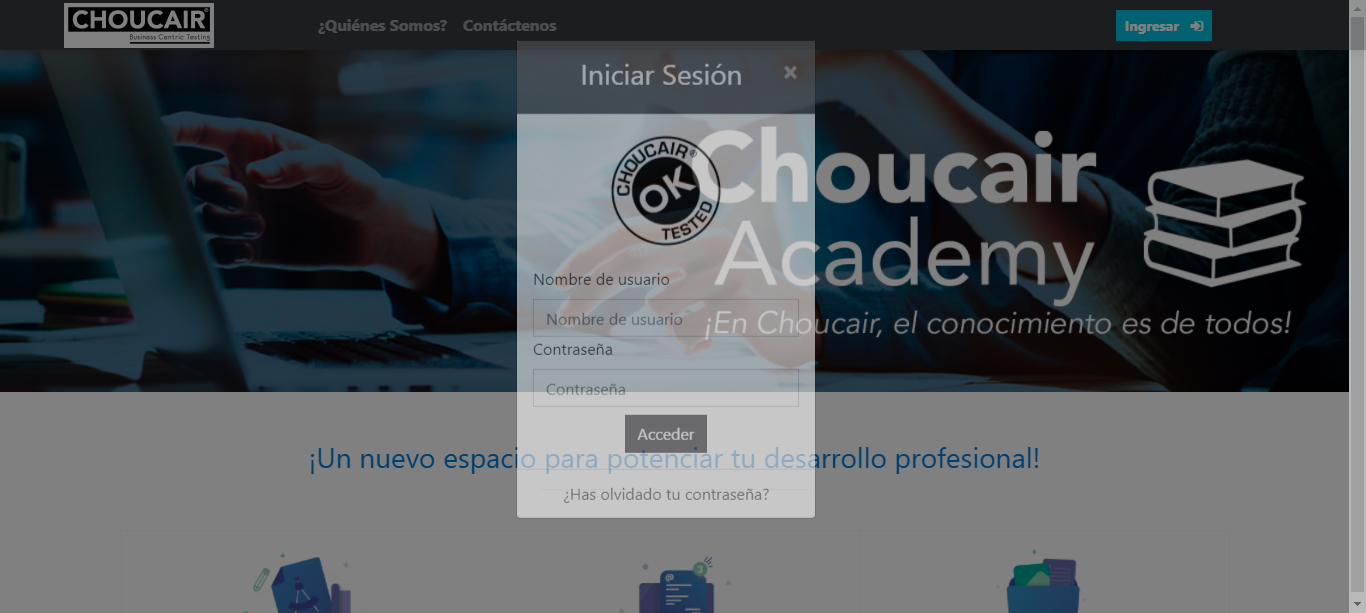 CHOUCAIR®
Business Centric Testing
¿Quiénes Somos?
Contáctenos
Ingresar
Iniciar Sesión
×
CHOUCAIR®
OK
TESTED
Choucair
Academy
¡En Choucair, el conocimiento es de todos!
Nombre de usuario
Nombre de usuario
Contraseña
Contraseña
Acceder
¡Un nuevo espacio para potenciar tu desarrollo profesional!
¿Has olvidado tu contraseña?
3